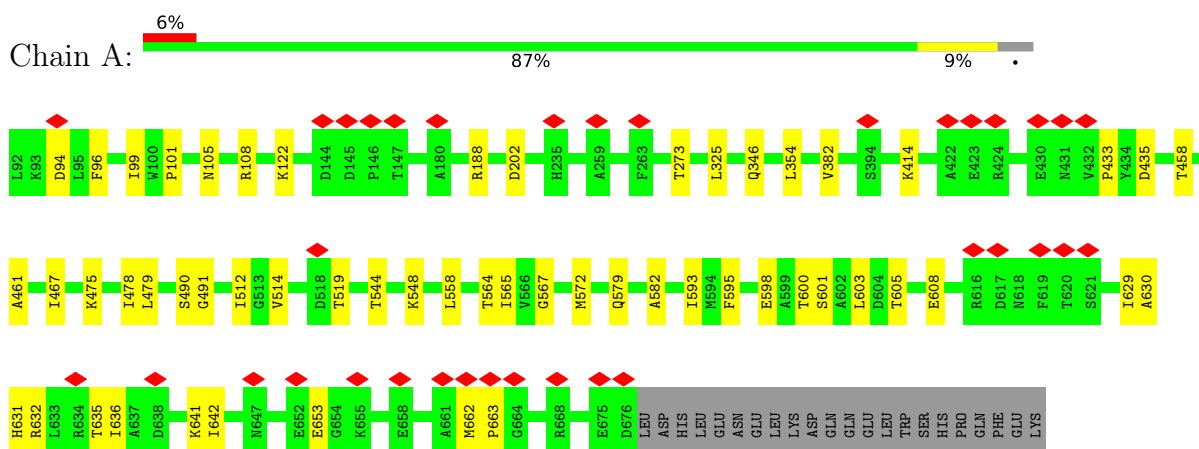 6%
Chain A:
87% 9% •
L92 K93 D94 L95 F96 I99 W100 P101 N105 R108 K122 D144 D145 P146 T147 A180 R188 D202 H235 A259 F263 T273 L325 Q346 L354 V382 S394 K414 A422 E423 R424 E430 N431 V432 P433 Y434 D435 T458
A461 I467 K475 I478 L479 S490 G491 I512 G513 V514 D518 T519 T544 K548 L558 T564 I565 V566 G567 M572 Q579 A582 I593 M594 F595 E598 A599 T600 S601 A602 L603 D604 T605 E608 R616 D617 N618 F619 T620 S621 I629 A630
H631 R632 L633 R634 T635 I636 A637 D638 K641 I642 N647 E652 E653 G654 K655 E658 A661 M662 P663 G664 R668 E675 D676 LEU ASP HIS LEU GLU ASN GLU LEU LYS ASP GLN GLN GLU LEU TRP SER HIS PRO GLN PHE GLU LYS